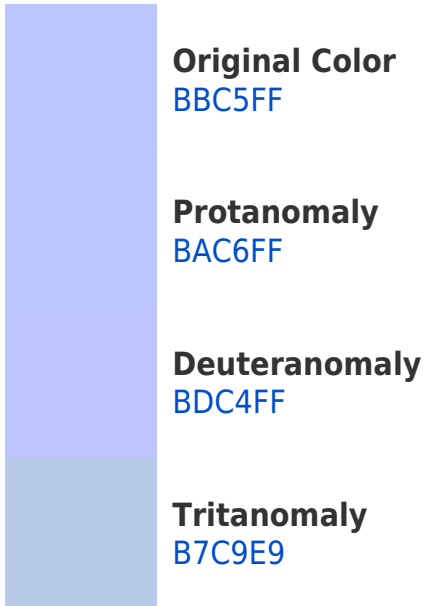 Original Color
BBC5FF
Protanomaly
BAC6FF
Deuteranomaly
BDC4FF
Tritanomaly
B7C9E9